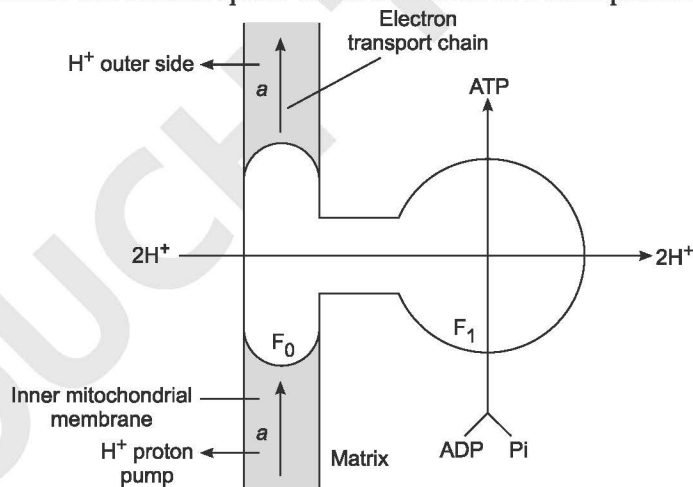 Electron
transport chain
H⁺ outer side
a
ATP
2H⁺
2H⁺
F₀
F₁
Inner mitochondrial
membrane
a
H⁺ proton
pump
Matrix
ADP
Pi